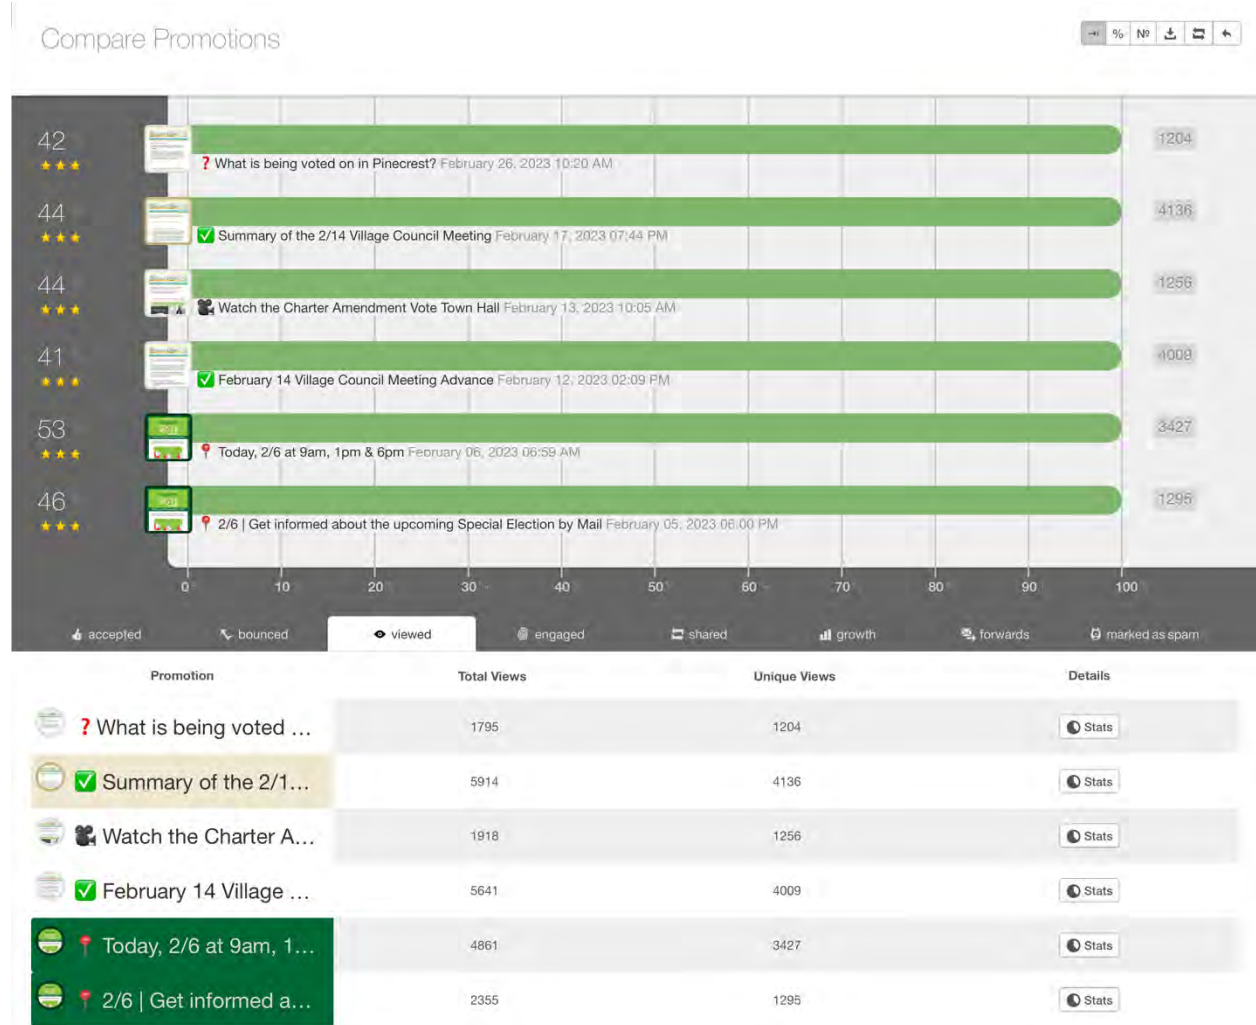 Compare Promotions
% №
42
❓ What is being voted on in Pinecrest? February 26, 2023 10:20 AM
1204
44
✅ Summary of the 2/14 Village Council Meeting February 17, 2023 07:44 PM
4136
44
🎥 Watch the Charter Amendment Vote Town Hall February 13, 2023 10:05 AM
1256
41
✅ February 14 Village Council Meeting Advance February 12, 2023 02:09 PM
4009
53
📍 Today, 2/6 at 9am, 1pm & 6pm February 06, 2023 06:59 AM
3427
46
📍 2/6 | Get informed about the upcoming Special Election by Mail February 05, 2023 06:00 PM
1295
0 10 20 30 40 50 60 70 80 90 100
accepted bounced viewed engaged shared growth forwards marked as spam
Promotion Total Views Unique Views Details
❓ What is being voted ... 1795 1204 Stats
✅ Summary of the 2/1... 5914 4136 Stats
🎥 Watch the Charter A... 1918 1256 Stats
✅ February 14 Village ... 5641 4009 Stats
📍 Today, 2/6 at 9am, 1... 4861 3427 Stats
📍 2/6 | Get informed a... 2355 1295 Stats